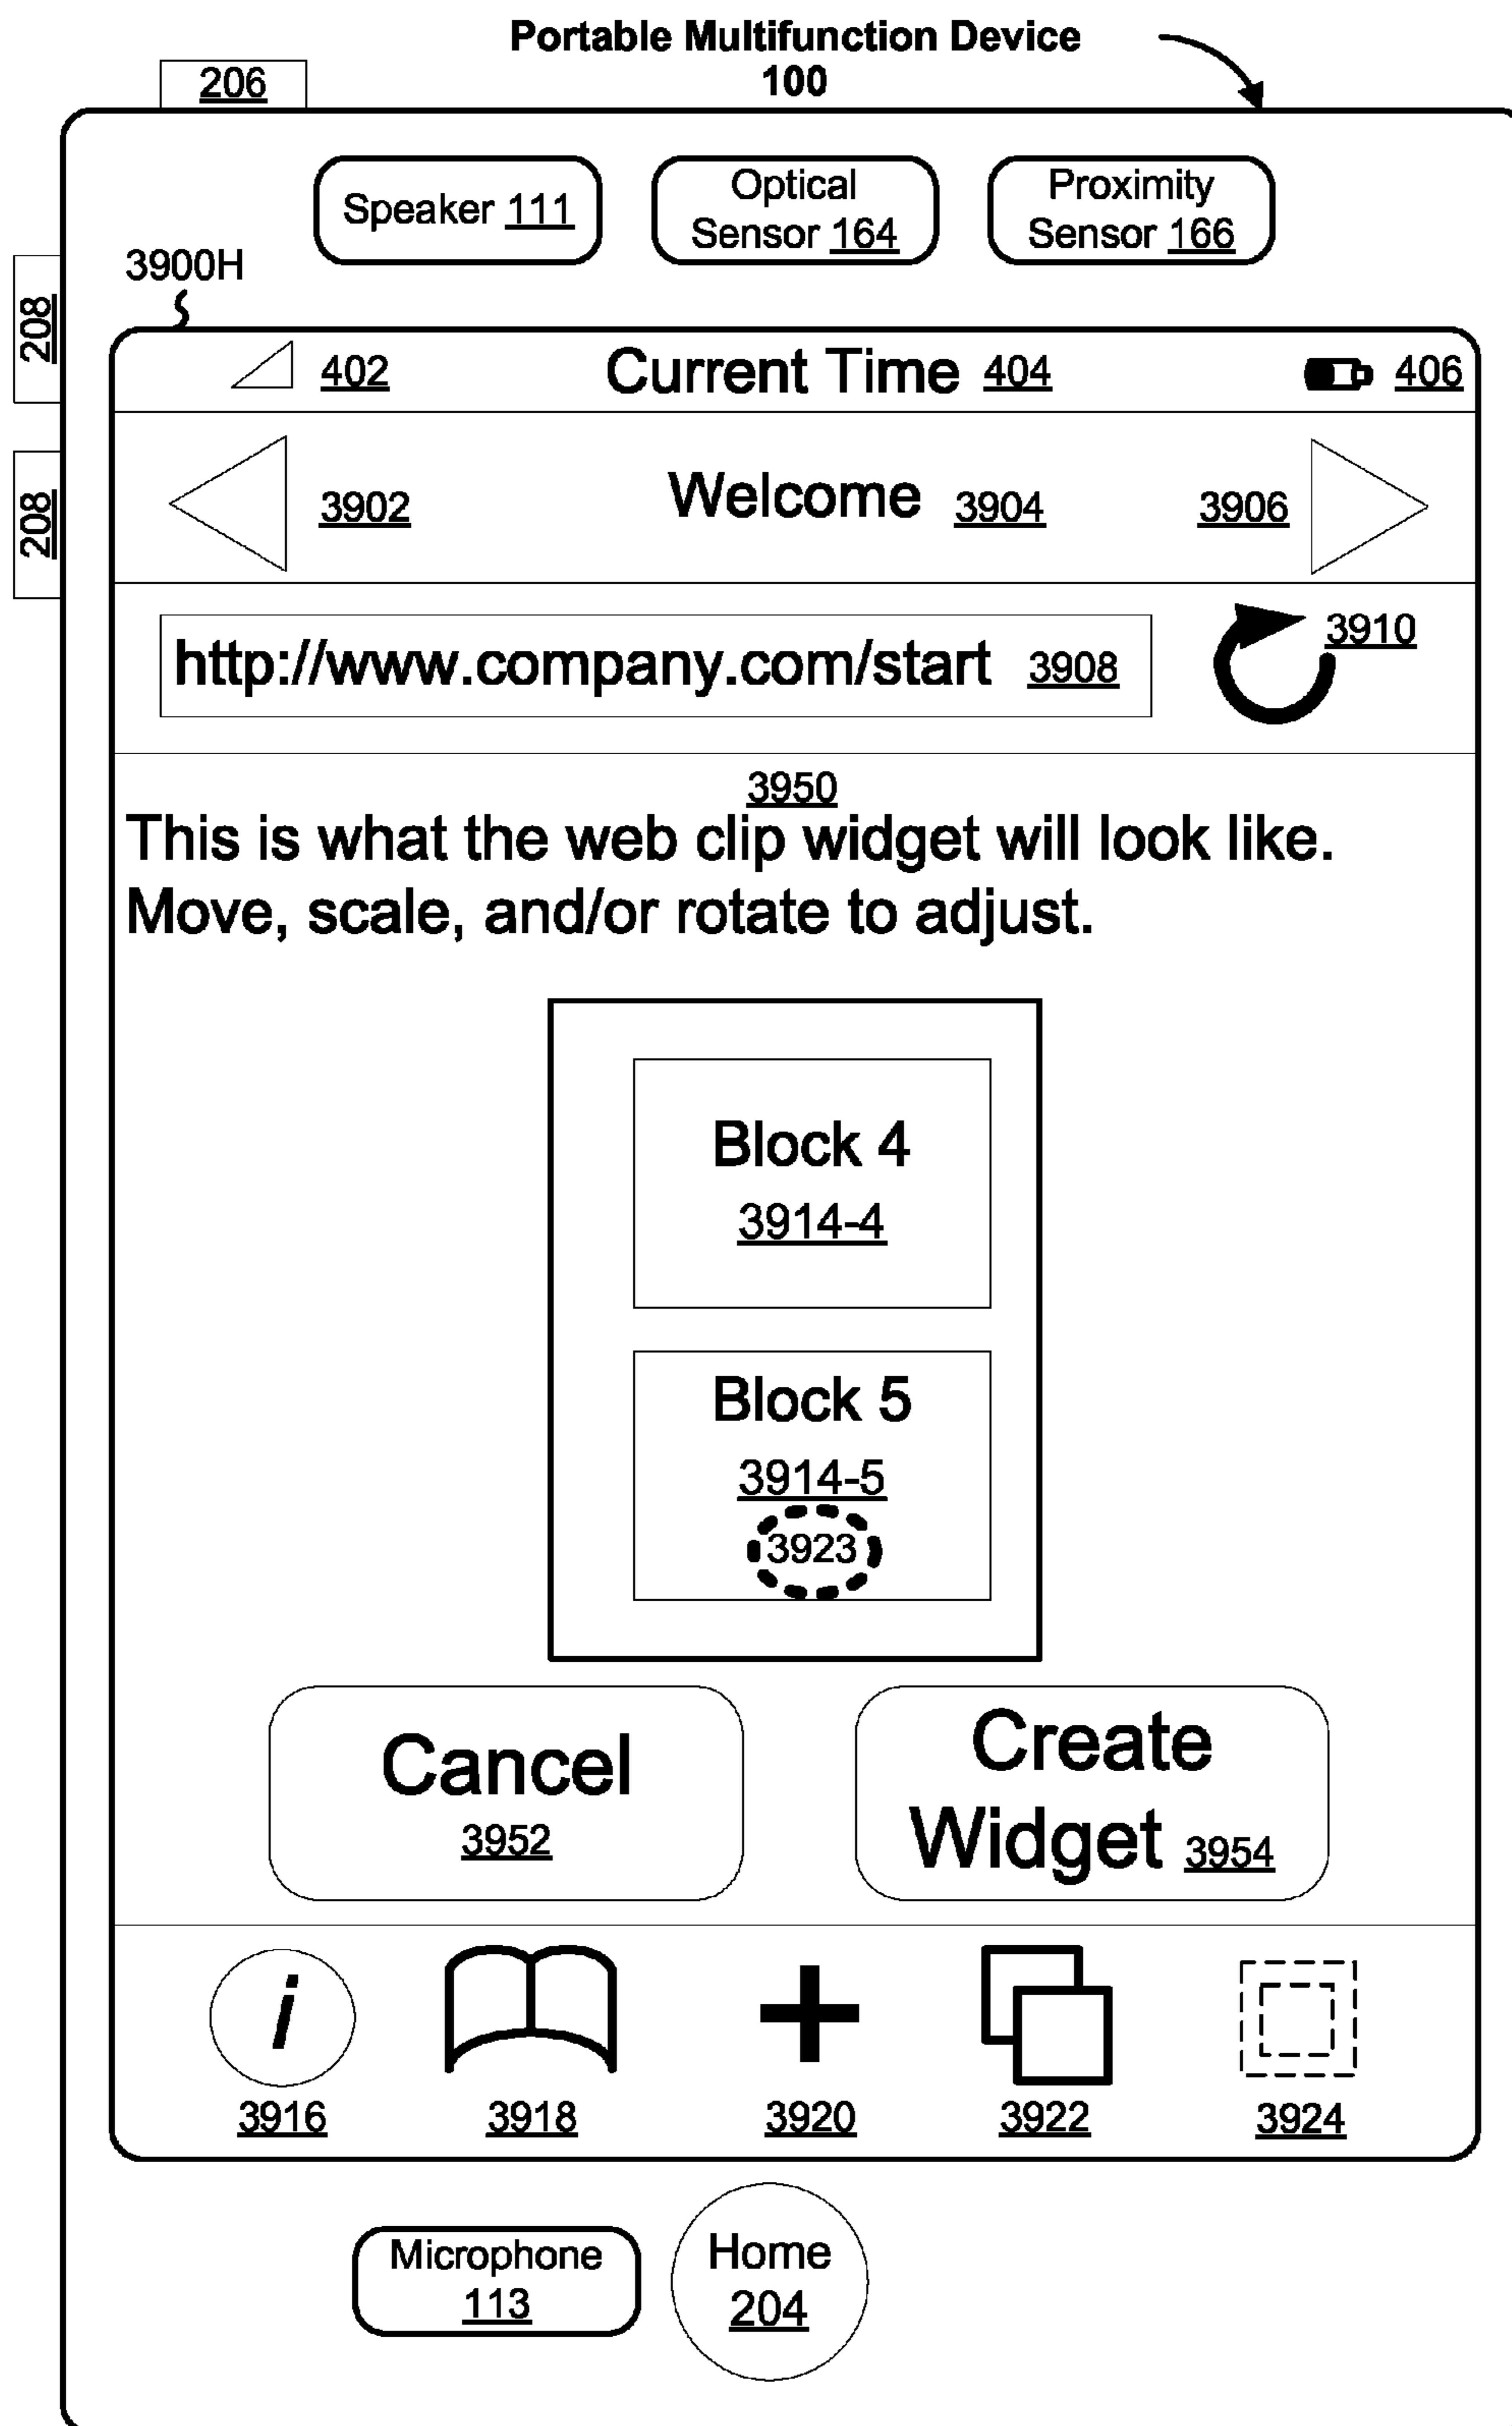 Portable Multifunction Device
100
206
Speaker 111
Optical
Sensor 164
Proximity
Sensor 166
3900H
208
208
402
Current Time 404
406
3902
Welcome 3904
3906
http://www.company.com/start 3908
3910
3950
This is what the web clip widget will look like.
Move, scale, and/or rotate to adjust.
Block 4
3914-4
Block 5
3914-5
3923
Cancel
3952
Create
Widget 3954
i
3916
3918
3920
3922
3924
Microphone
113
Home
204